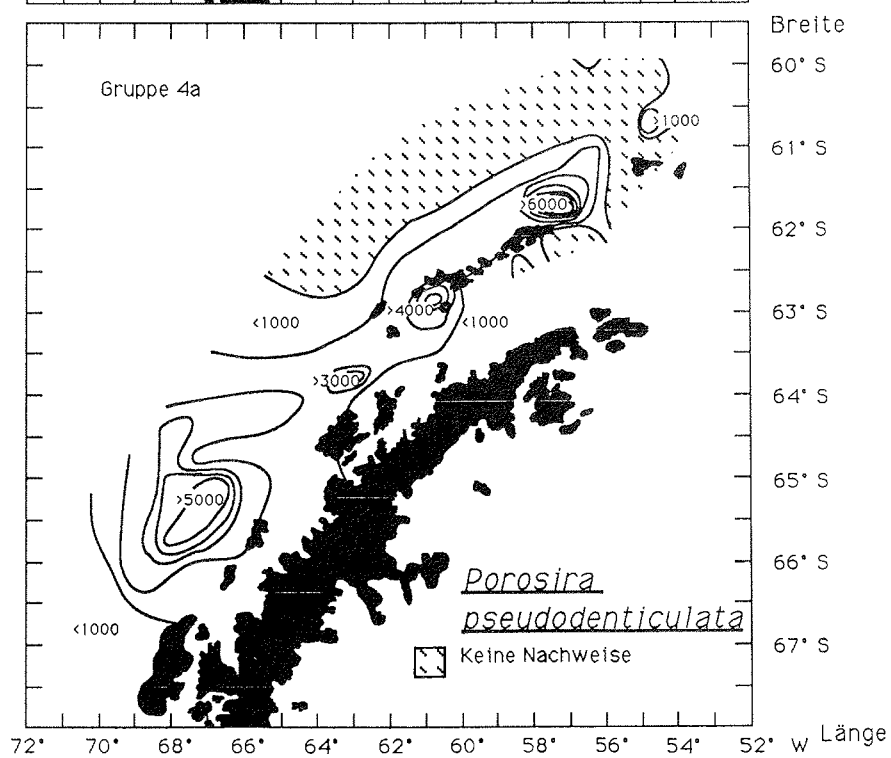 Breite
60° S
Gruppe 4a
>1000
61° S
>6000
62° S
>4000
63° S
<1000
<1000
>3000
64° S
65° S
>5000
66° S
Porosira
pseudodenticulata
<1000
67° S
Keine Nachweise
72° 70° 68° 66° 64° 62° 60° 58° 56° 54° 52° W Länge